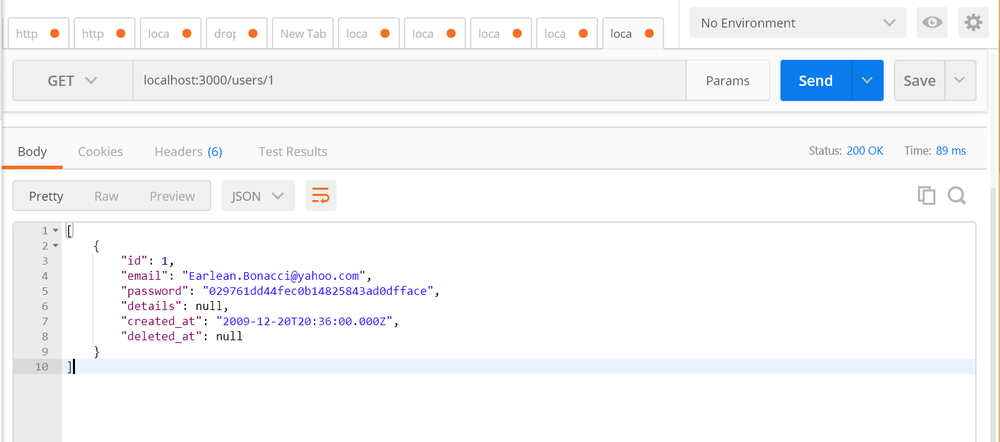 http http loca drop New Tab loca loca loca loca loca No Environment
GET localhost:3000/users/1 Params Send Save
Body Cookies Headers (6) Test Results Status: 200 OK Time: 89 ms
Pretty Raw Preview JSON
1 [
2 {
3 "id": 1,
4 "email": "Earlean.Bonacci@yahoo.com",
5 "password": "029761dd44fec0b14825843ad0dfface",
6 "details": null,
7 "created_at": "2009-12-20T20:36:00.000Z",
8 "deleted_at": null
9 }
10 ]